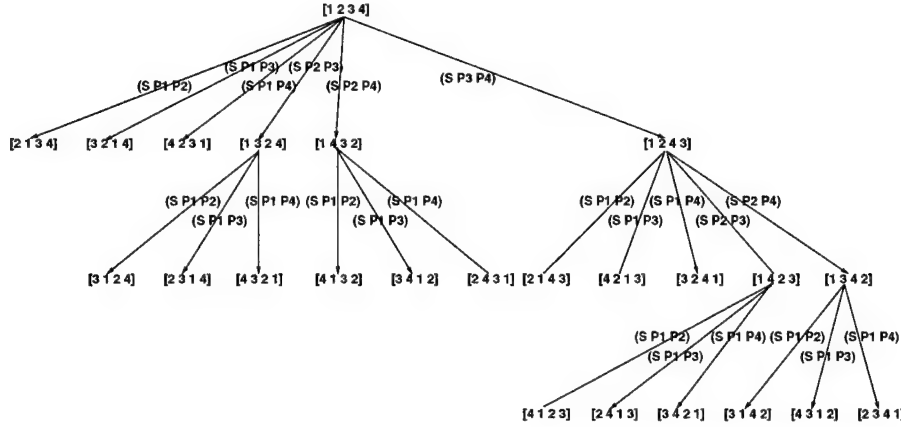 [1 2 3 4]
(S P1 P3) (S P2 P3)
(S P1 P2) (S P1 P4) (S P2 P4) (S P3 P4)
[2 1 3 4] [3 2 1 4] [4 2 3 1] [1 3 2 4] [1 4 3 2] [1 2 4 3]
(S P1 P2) (S P1 P4) (S P1 P2) (S P1 P4) (S P1 P2) (S P1 P4) (S P2 P4)
(S P1 P3) (S P1 P3) (S P1 P3) (S P2 P3)
[3 1 2 4] [2 3 1 4] [4 3 2 1] [4 1 3 2] [3 4 1 2] [2 4 3 1] [2 1 4 3] [4 2 1 3] [3 2 4 1] [1 4 2 3] [1 3 4 2]
(S P1 P2) (S P1 P4) (S P1 P2) (S P1 P4)
(S P1 P3) (S P1 P3)
[4 1 2 3] [2 4 1 3] [3 4 2 1] [3 1 4 2] [4 3 1 2] [2 3 4 1]